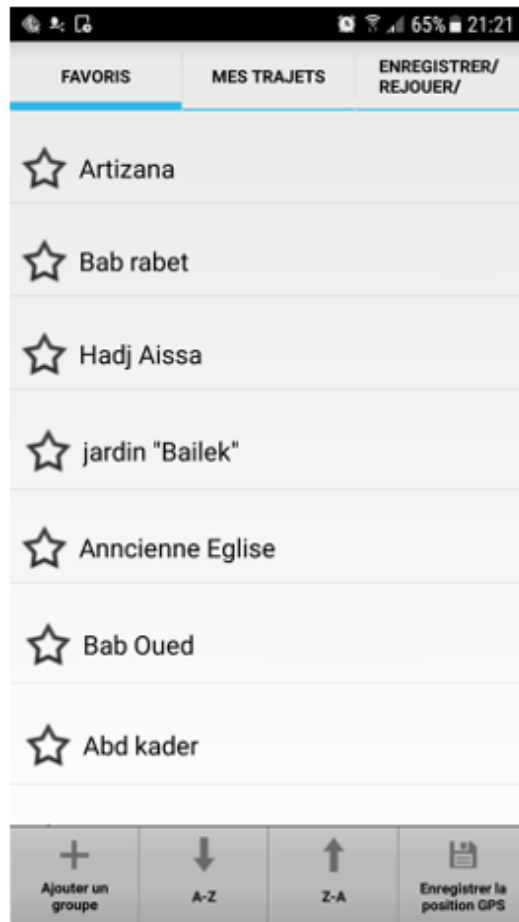 65% 21:21
FAVORIS
MES TRAJETS
ENREGISTRER/
REJOUER/
Artizana
Bab rabet
Hadj Aissa
jardin "Bailek"
Anncienne Eglise
Bab Oued
Abd kader
Ajouter un
groupe
A-Z
Z-A
Enregistrer la
position GPS